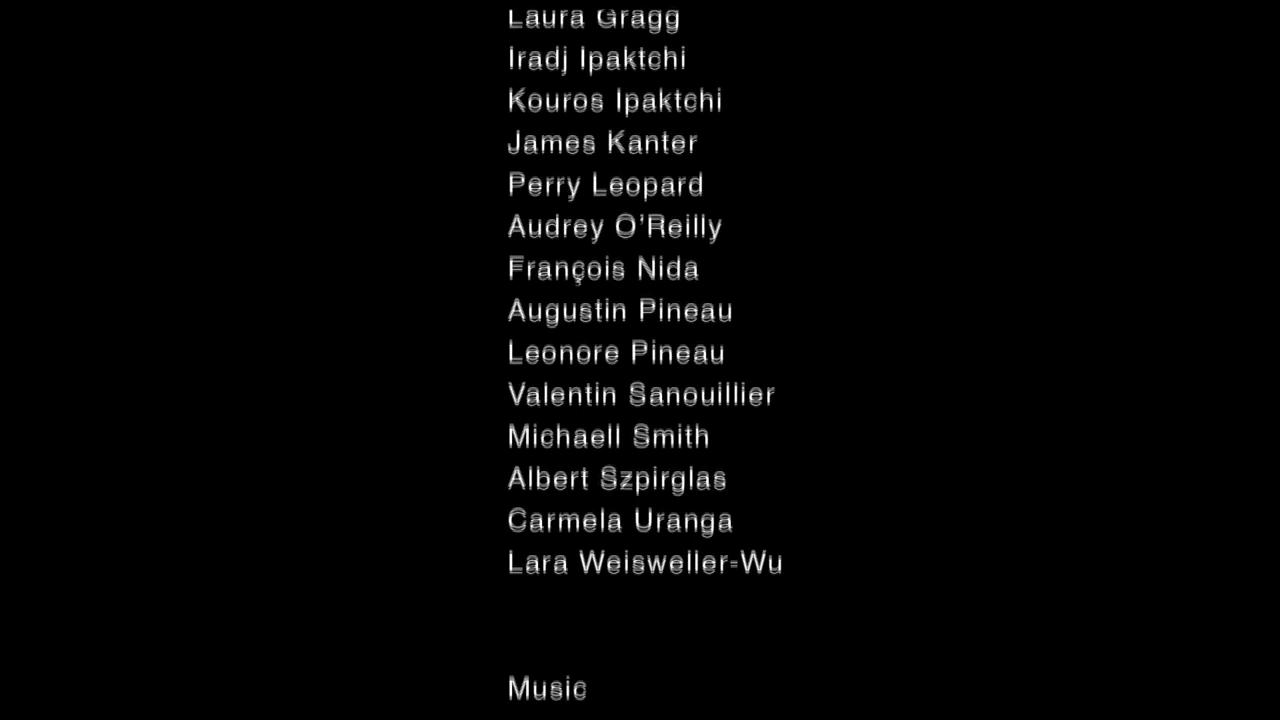 Laura Gragg
Iradj Ipaktchi
Kouros Ipaktchi
James Kanter
Perry Leopard
Audrey O'Reilly
François Nida
Augustin Pineau
Leonore Pineau
Valentin Sanouillier
Michaell Smith
Albert Szpirglas
Carmela Uranga
Lara Weisweller-Wu
Music